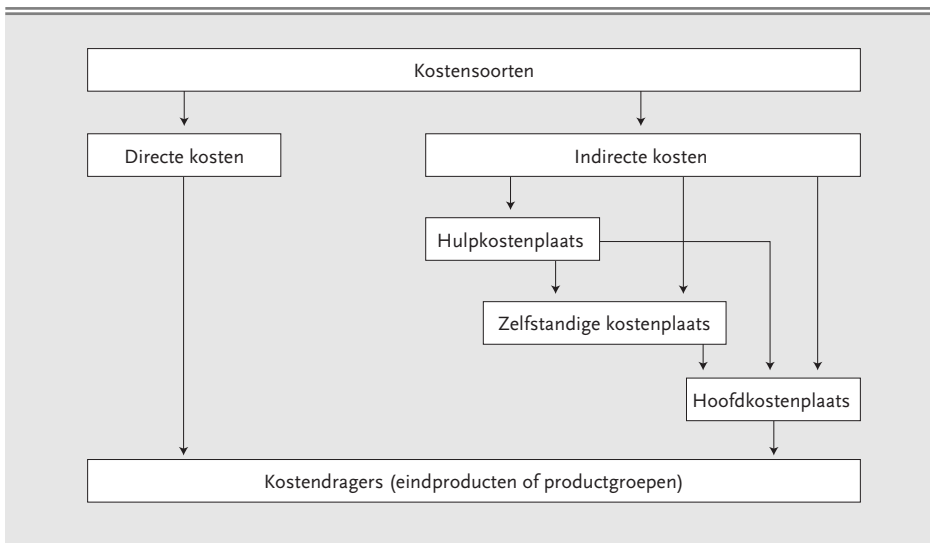 Kostensoorten
Directe kosten
Indirecte kosten
Hulpkostenplaats
Zelfstandige kostenplaats
Hoofdkostenplaats
Kostendragers (eindproducten of productgroepen)